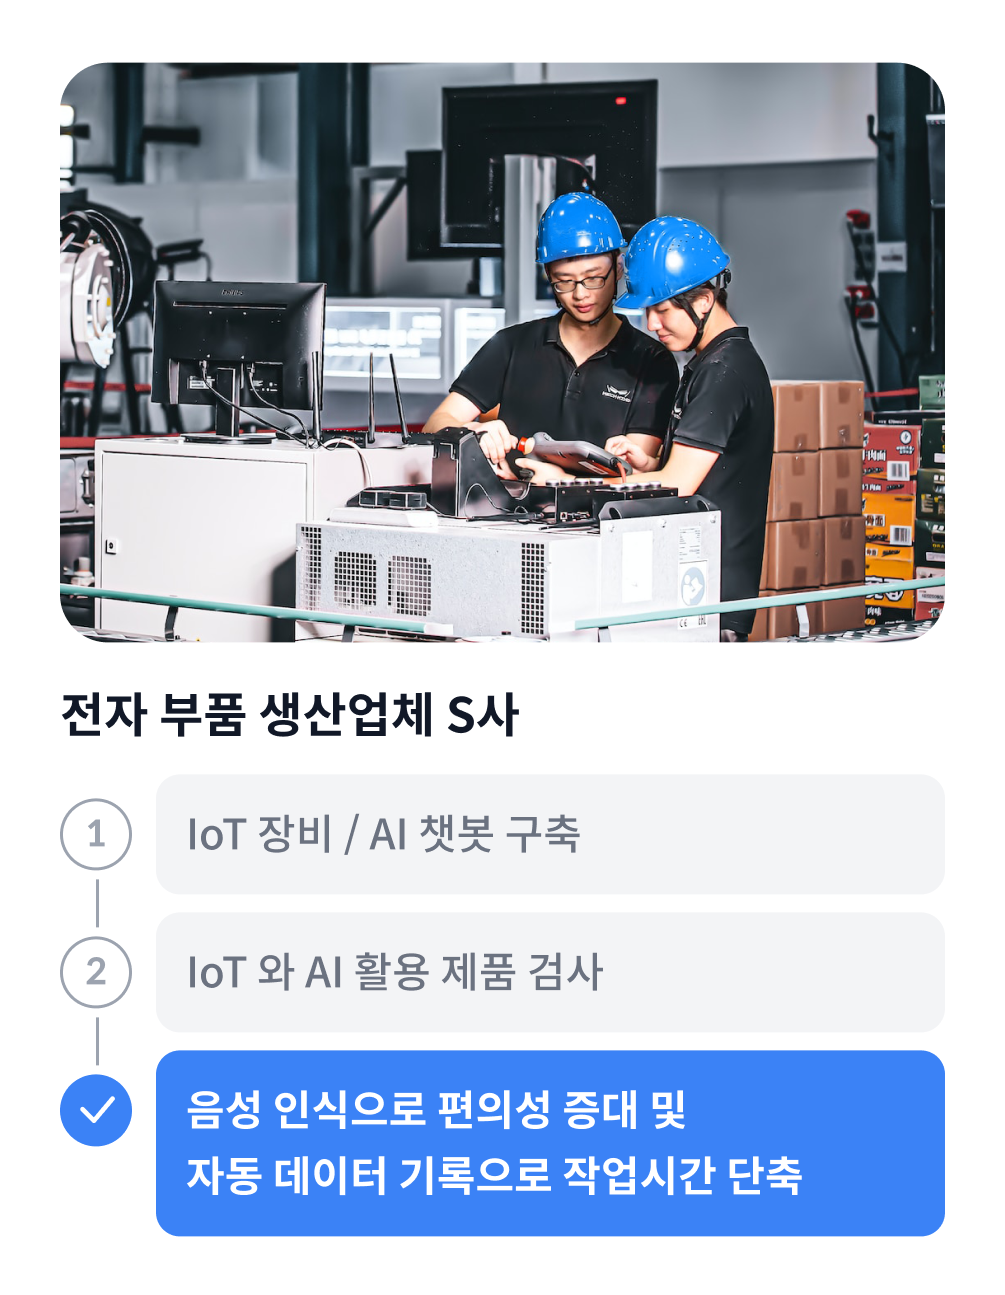 전자 부품 생산업체 S사
1
IoT 장비 / AI 챗봇 구축
2
IoT 와 AI 활용 제품 검사
음성 인식으로 편의성 증대 및
자동 데이터 기록으로 작업시간 단축